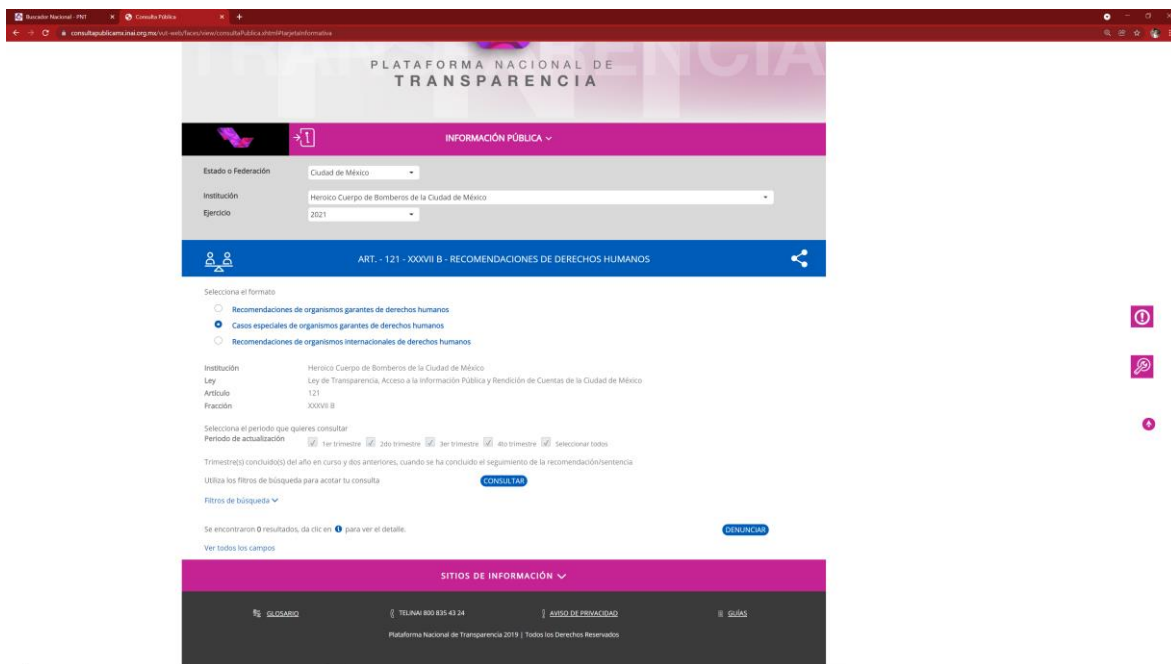 Buscador Nacional - PNT
Consulta Pública
consultapublicamx.inai.org.mx/vut-web/faces/view/consultaPublica.xhtml#tarjetaInformativa
PLATAFORMA NACIONAL DE
TRANSPARENCIA
INFORMACIÓN PÚBLICA
Estado o Federación Ciudad de México
Institución Heroico Cuerpo de Bomberos de la Ciudad de México
Ejercicio 2021
ART. - 121 - XXXVII B - RECOMENDACIONES DE DERECHOS HUMANOS
Selecciona el formato
Recomendaciones de organismos garantes de derechos humanos
Casos especiales de organismos garantes de derechos humanos
Recomendaciones de organismos internacionales de derechos humanos
Institución Heroico Cuerpo de Bomberos de la Ciudad de México
Ley Ley de Transparencia, Acceso a la Información Pública y Rendición de Cuentas de la Ciudad de México
Artículo 121
Fracción XXXVII B
Selecciona el periodo que quieres consultar
Periodo de actualización 1er trimestre 2do trimestre 3er trimestre 4to trimestre Seleccionar todos
Trimestre(s) concluido(s) del año en curso y dos anteriores, cuando se ha concluido el seguimiento de la recomendación/sentencia
Utiliza los filtros de búsqueda para acotar tu consulta CONSULTAR
Filtros de búsqueda
Se encontraron 0 resultados, da clic en para ver el detalle. DENUNCIAR
Ver todos los campos
SITIOS DE INFORMACIÓN
GLOSARIO TELINAI 800 835 43 24 AVISO DE PRIVACIDAD GUÍAS
Plataforma Nacional de Transparencia 2019 | Todos los Derechos Reservados